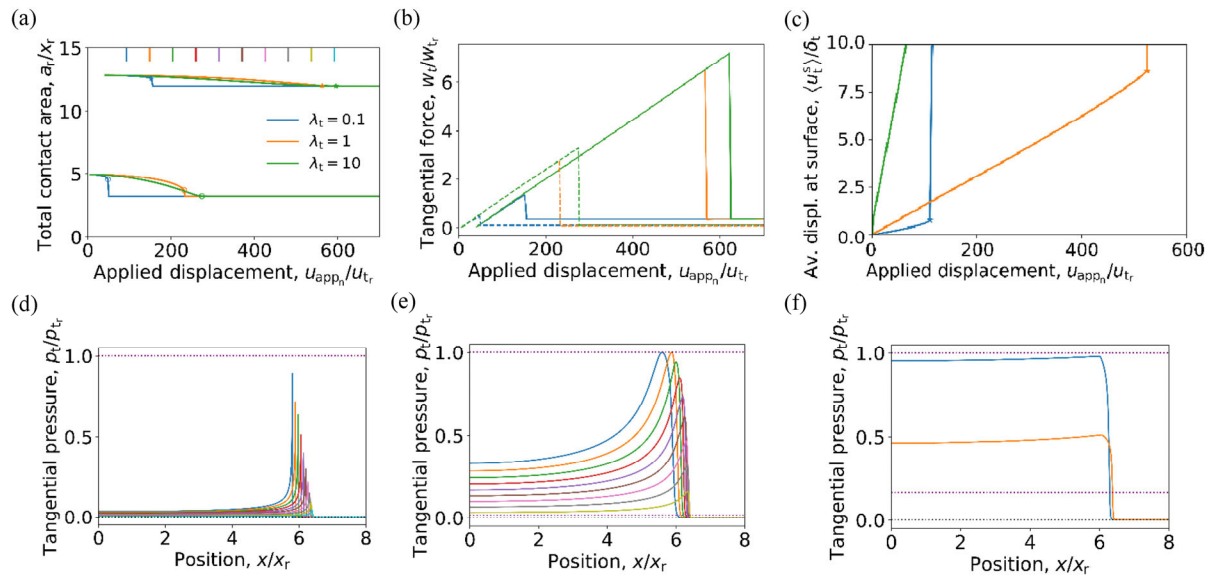 (a)
Total contact area, a_r/x_r
15
10
5
0
λ_t = 0.1
λ_t = 1
λ_t = 10
0 200 400 600
Applied displacement, u_app_n/u_t_r
(b)
Tangential force, w_t/w_t_r
7
6
5
4
3
2
1
0
0 200 400 600
Applied displacement, u_app_n/u_t_r
(c)
Av. displ. at surface, ⟨u_t^s⟩/δ_t
10.0
7.5
5.0
2.5
0.0
0 200 400 600
Applied displacement, u_app_n/u_t_r
(d)
Tangential pressure, p_t/p_t_r
1.0
0.5
0.0
0 2 4 6 8
Position, x/x_r
(e)
Tangential pressure, p_t/p_t_r
1.0
0.5
0.0
0 2 4 6 8
Position, x/x_r
(f)
Tangential pressure, p_t/p_t_r
1.0
0.5
0.0
0 2 4 6 8
Position, x/x_r